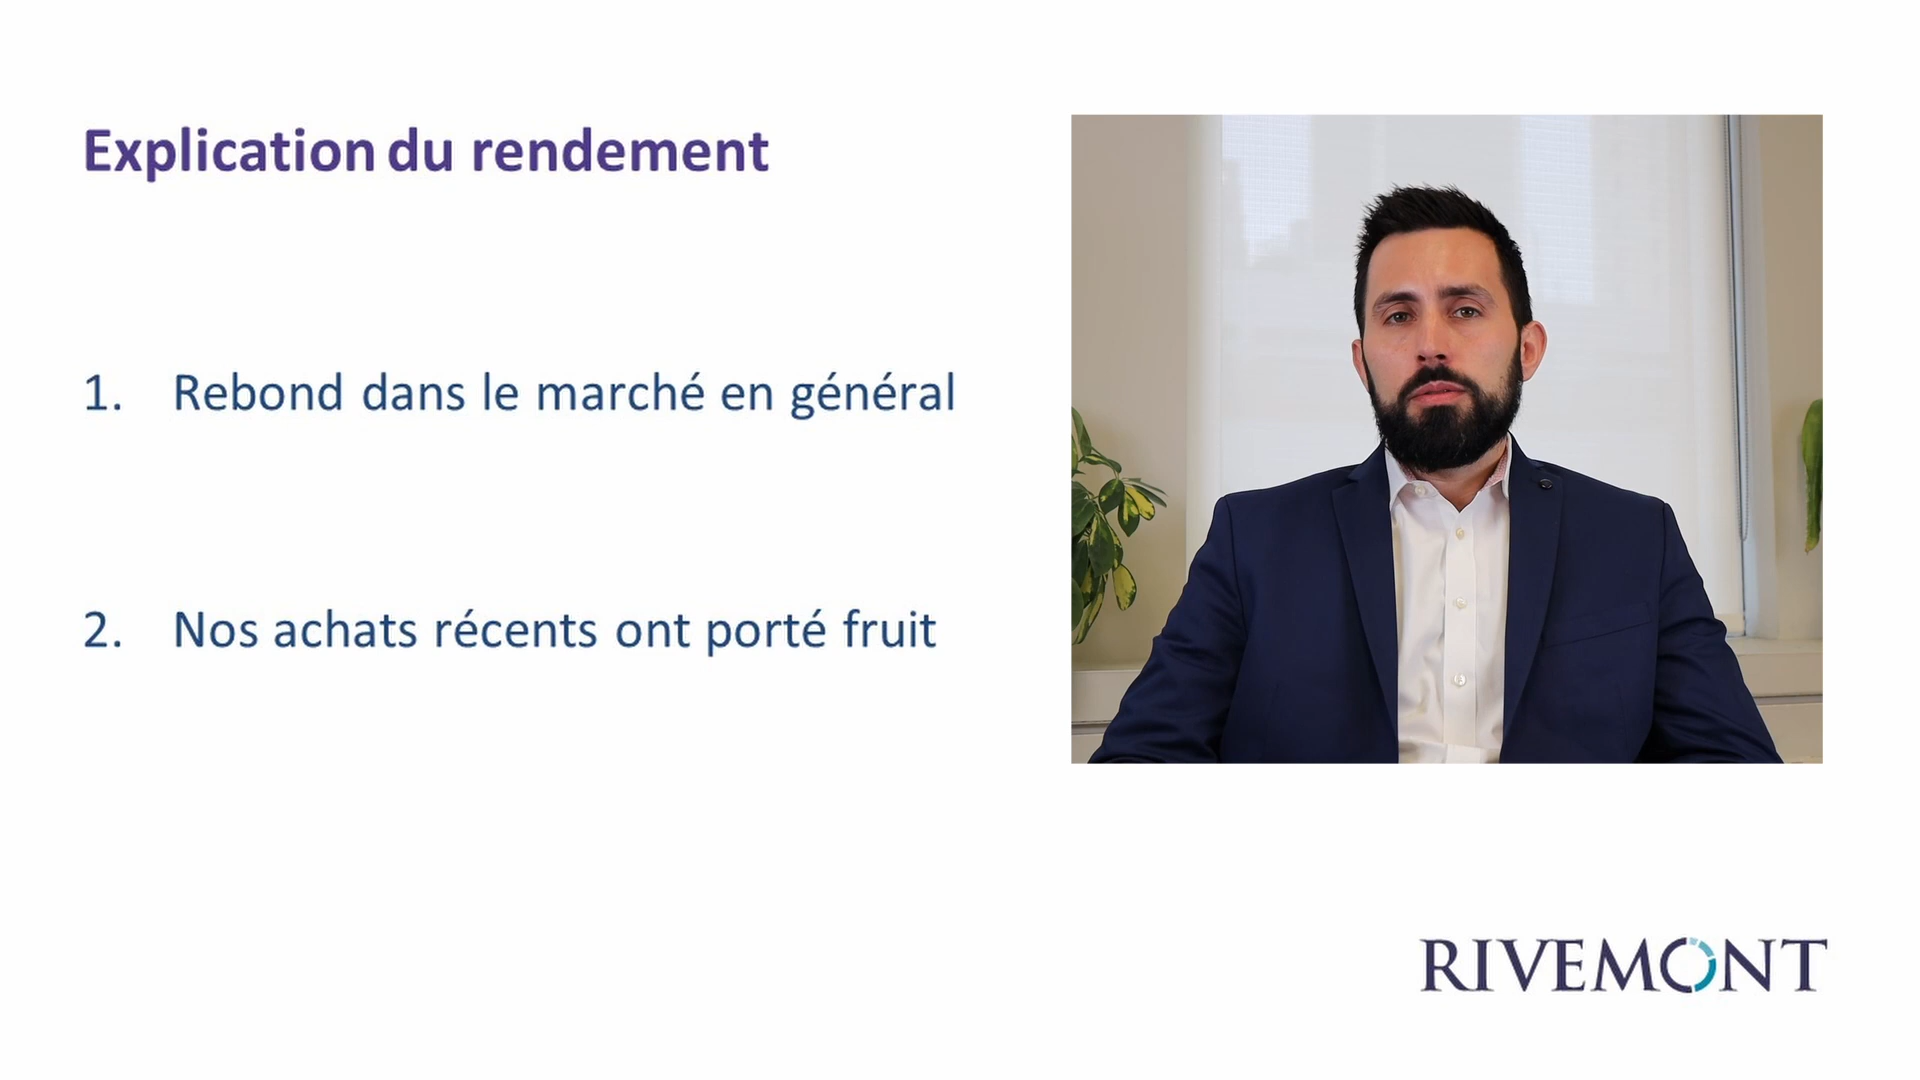 Explication du rendement
1. Rebond dans le marché en général
2. Nos achats récents ont porté fruit
RIVEMONT